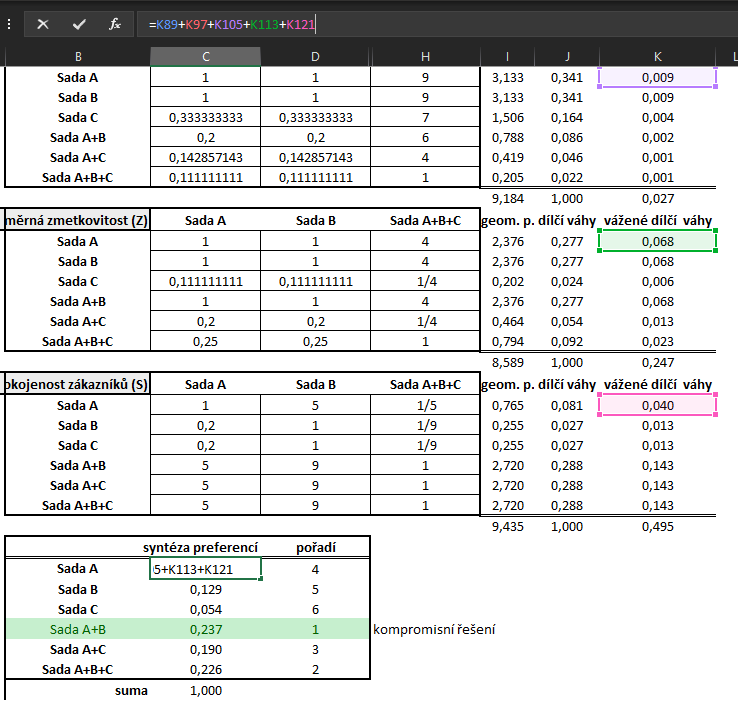 =K89+K97+K105+K113+K121
B C D H I J K L
Sada A 1 1 9 3,133 0,341 0,009
Sada B 1 1 9 3,133 0,341 0,009
Sada C 0,333333333 0,333333333 7 1,506 0,164 0,004
Sada A+B 0,2 0,2 6 0,788 0,086 0,002
Sada A+C 0,142857143 0,142857143 4 0,419 0,046 0,001
Sada A+B+C 0,111111111 0,111111111 1 0,205 0,022 0,001
9,184 1,000 0,027
měrná zmetkovitost (Z) Sada A Sada B Sada A+B+C geom. p. dílčí váhy vážené dílčí váhy
Sada A 1 1 4 2,376 0,277 0,068
Sada B 1 1 4 2,376 0,277 0,068
Sada C 0,111111111 0,111111111 1/4 0,202 0,024 0,006
Sada A+B 1 1 4 2,376 0,277 0,068
Sada A+C 0,2 0,2 1/4 0,464 0,054 0,013
Sada A+B+C 0,25 0,25 1 0,794 0,092 0,023
8,589 1,000 0,247
okojenost zákazníků (S) Sada A Sada B Sada A+B+C geom. p. dílčí váhy vážené dílčí váhy
Sada A 1 5 1/5 0,765 0,081 0,040
Sada B 0,2 1 1/9 0,255 0,027 0,013
Sada C 0,2 1 1/9 0,255 0,027 0,013
Sada A+B 5 9 1 2,720 0,288 0,143
Sada A+C 5 9 1 2,720 0,288 0,143
Sada A+B+C 5 9 1 2,720 0,288 0,143
9,435 1,000 0,495
syntéza preferencí pořadí
Sada A 5+K113+K121 4
Sada B 0,129 5
Sada C 0,054 6
Sada A+B 0,237 1 kompromisní řešení
Sada A+C 0,190 3
Sada A+B+C 0,226 2
suma 1,000